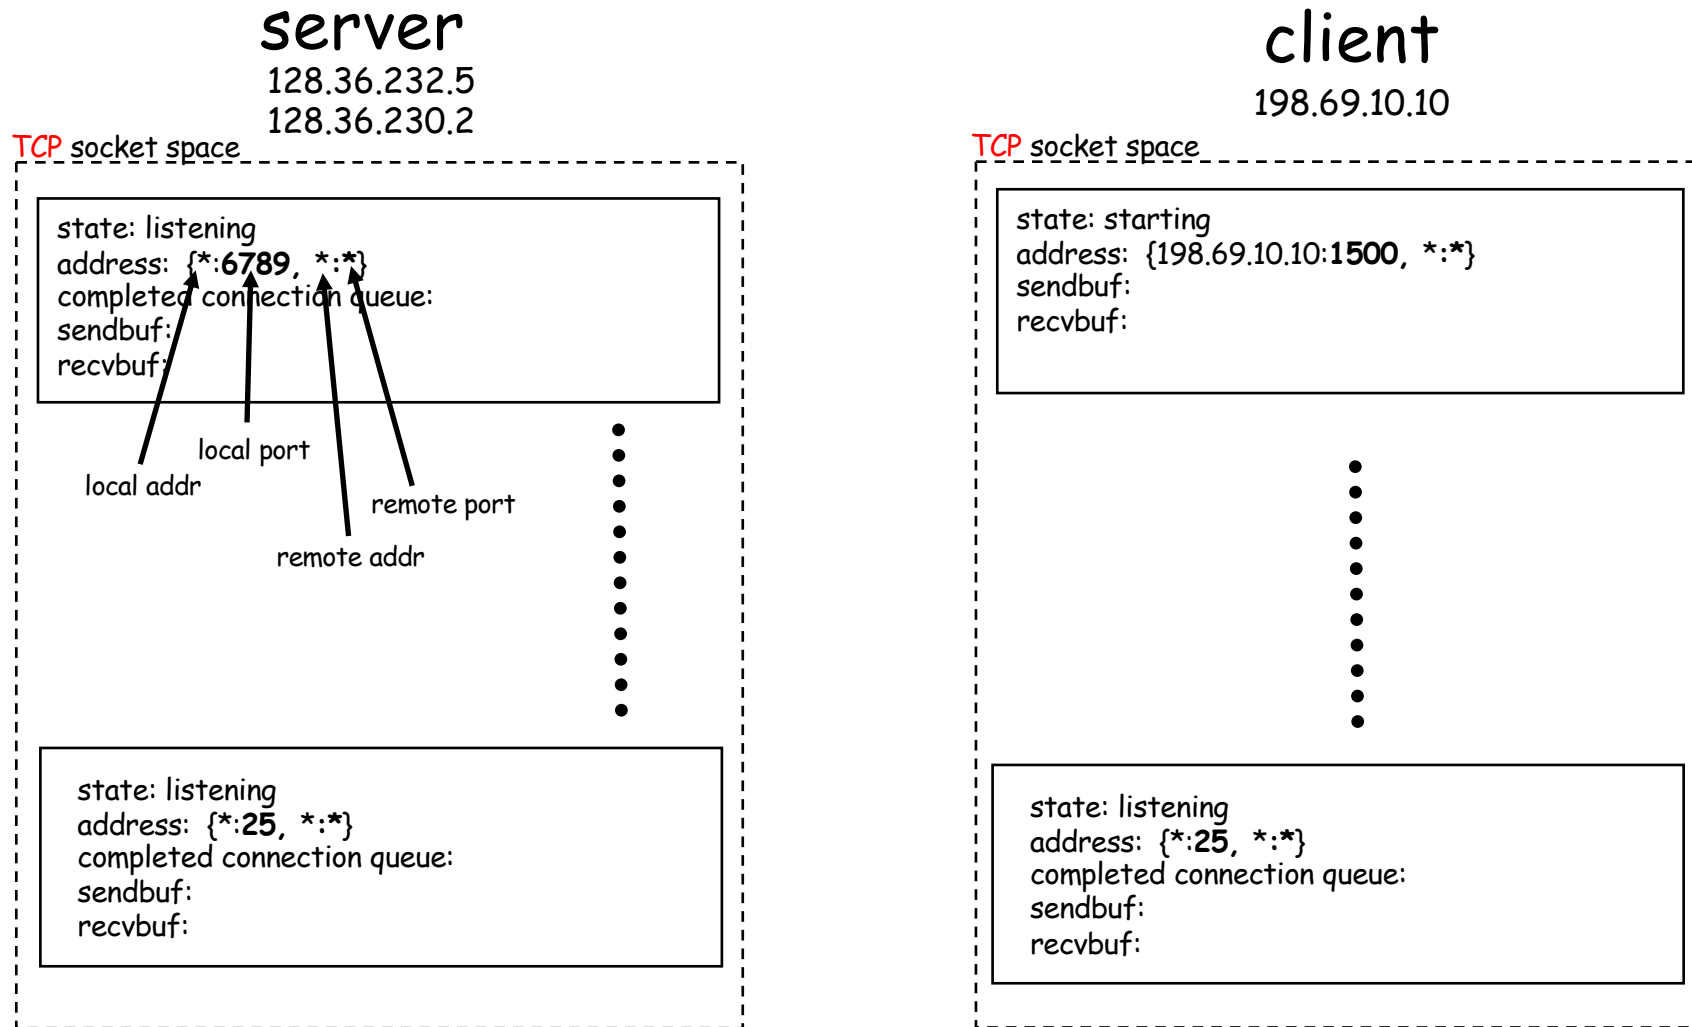 server
128.36.232.5
128.36.230.2
TCP socket space
state: listening
address: {*:6789, *:*}
completed connection queue:
sendbuf:
recvbuf:
local addr
local port
remote addr
remote port
state: listening
address: {*:25, *:*}
completed connection queue:
sendbuf:
recvbuf:
client
198.69.10.10
TCP socket space
state: starting
address: {198.69.10.10:1500, *:*}
sendbuf:
recvbuf:
state: listening
address: {*:25, *:*}
completed connection queue:
sendbuf:
recvbuf: